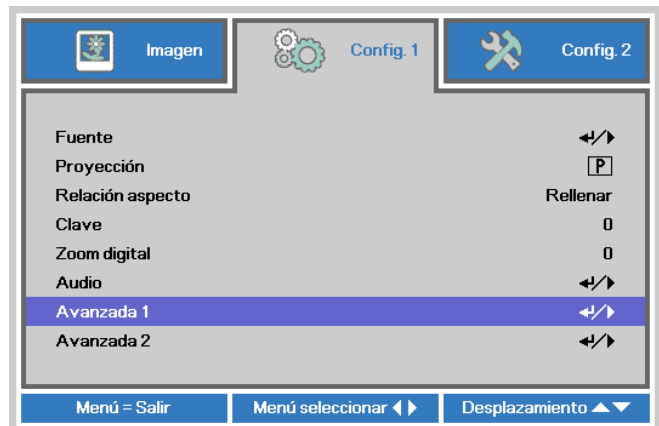 Imagen Config. 1 Config. 2
Fuente
Proyección P
Relación aspecto Rellenar
Clave 0
Zoom digital 0
Audio
Avanzada 1
Avanzada 2
Menú = Salir Menú seleccionar Desplazamiento